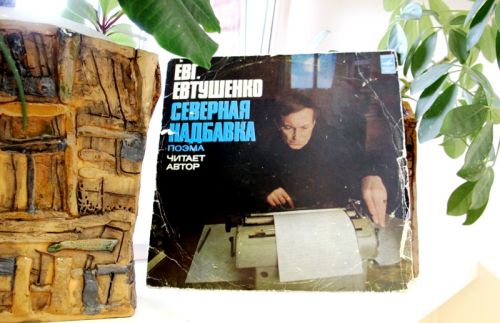 ЕВГ.
ЕВТУШЕНКО
СЕВЕРНАЯ
НАДБАВКА
ПОЭМА
ЧИТАЕТ
АВТОР